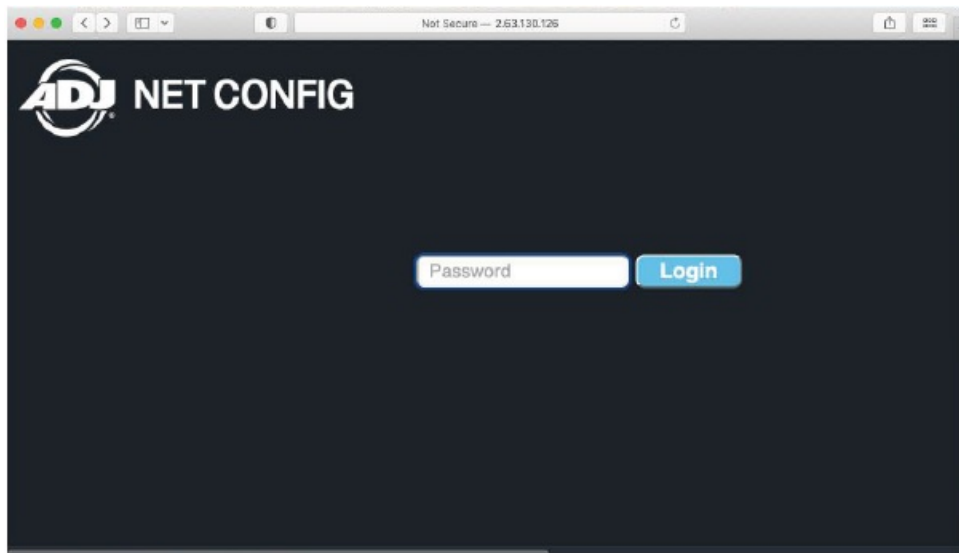 Not Secure — 2.63.130.126
ADJ NET CONFIG
Password Login